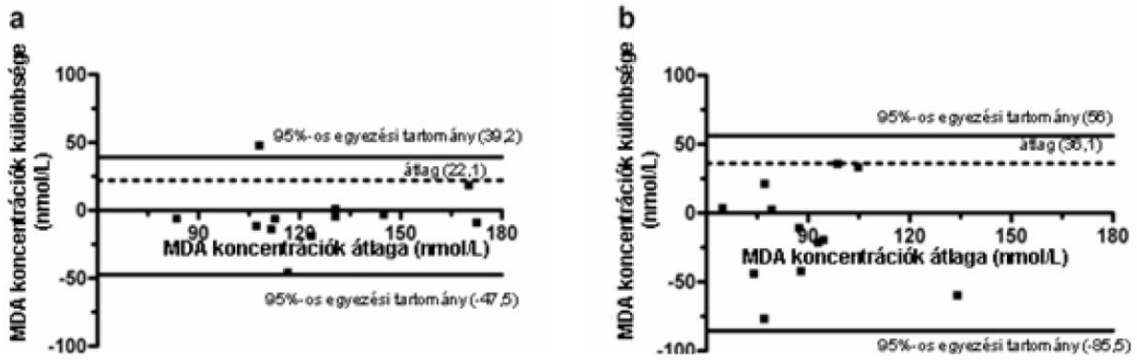 a
MDA koncentrációk különbsége
(nmol/L)
100
50
0
-50
-100
95%-os egyezési tartomány (39,2)
átlag (22,1)
90
120
150
180
MDA koncentrációk átlaga (nmol/L)
95%-os egyezési tartomány (-47,5)
b
MDA koncentrációk különbsége
(nmol/L)
100
50
0
-50
-100
95%-os egyezési tartomány (56)
átlag (36,1)
90
120
150
180
MDA koncentrációk átlaga (nmol/L)
95%-os egyezési tartomány (-85,5)